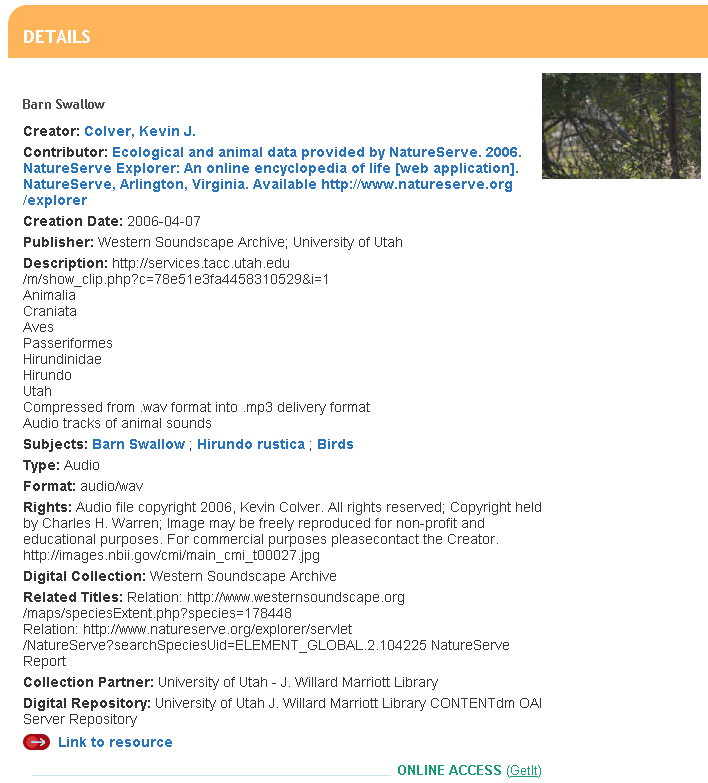 DETAILS
Barn Swallow
Creator: Colver, Kevin J.
Contributor: Ecological and animal data provided by NatureServe. 2006.
NatureServe Explorer: An online encyclopedia of life [web application].
NatureServe, Arlington, Virginia. Available http://www.natureserve.org
/explorer
Creation Date: 2006-04-07
Publisher: Western Soundscape Archive; University of Utah
Description: http://services.tacc.utah.edu
/m/show_clip.php?c=78e51e3fa4458310529&i=1
Animalia
Craniata
Aves
Passeriformes
Hirundinidae
Hirundo
Utah
Compressed from .wav format into .mp3 delivery format
Audio tracks of animal sounds
Subjects: Barn Swallow ; Hirundo rustica ; Birds
Type: Audio
Format: audio/wav
Rights: Audio file copyright 2006, Kevin Colver. All rights reserved; Copyright held
by Charles H. Warren; Image may be freely reproduced for non-profit and
educational purposes. For commercial purposes pleasecontact the Creator.
http://images.nbii.gov/cmi/main_cmi_t00027.jpg
Digital Collection: Western Soundscape Archive
Related Titles: Relation: http://www.westernsoundscape.org
/maps/speciesExtent.php?species=178448
Relation: http://www.natureserve.org/explorer/servlet
/NatureServe?searchSpeciesUid=ELEMENT_GLOBAL.2.104225 NatureServe
Report
Collection Partner: University of Utah - J. Willard Marriott Library
Digital Repository: University of Utah J. Willard Marriott Library CONTENTdm OAI
Server Repository
Link to resource
ONLINE ACCESS (GetIt)